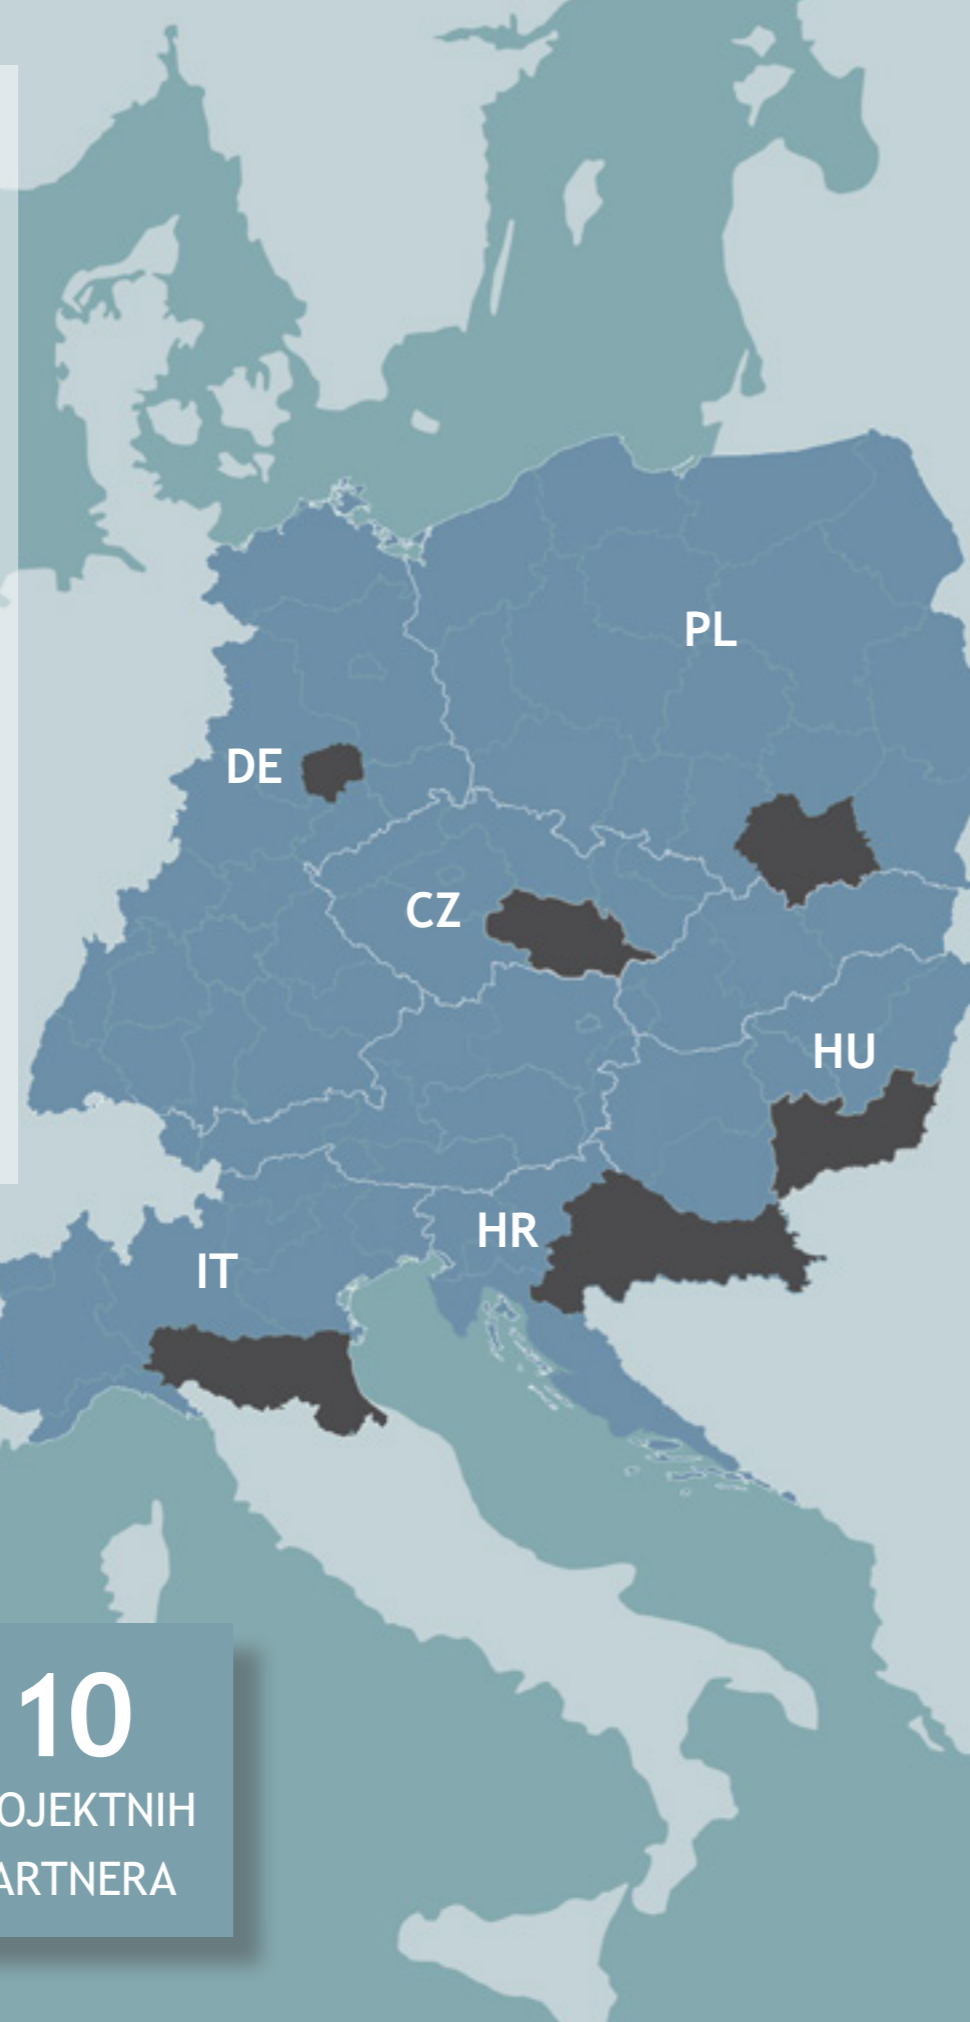 PL
DE
CZ
HU
HR
IT
10
OJEKTNIH
ARTNERA